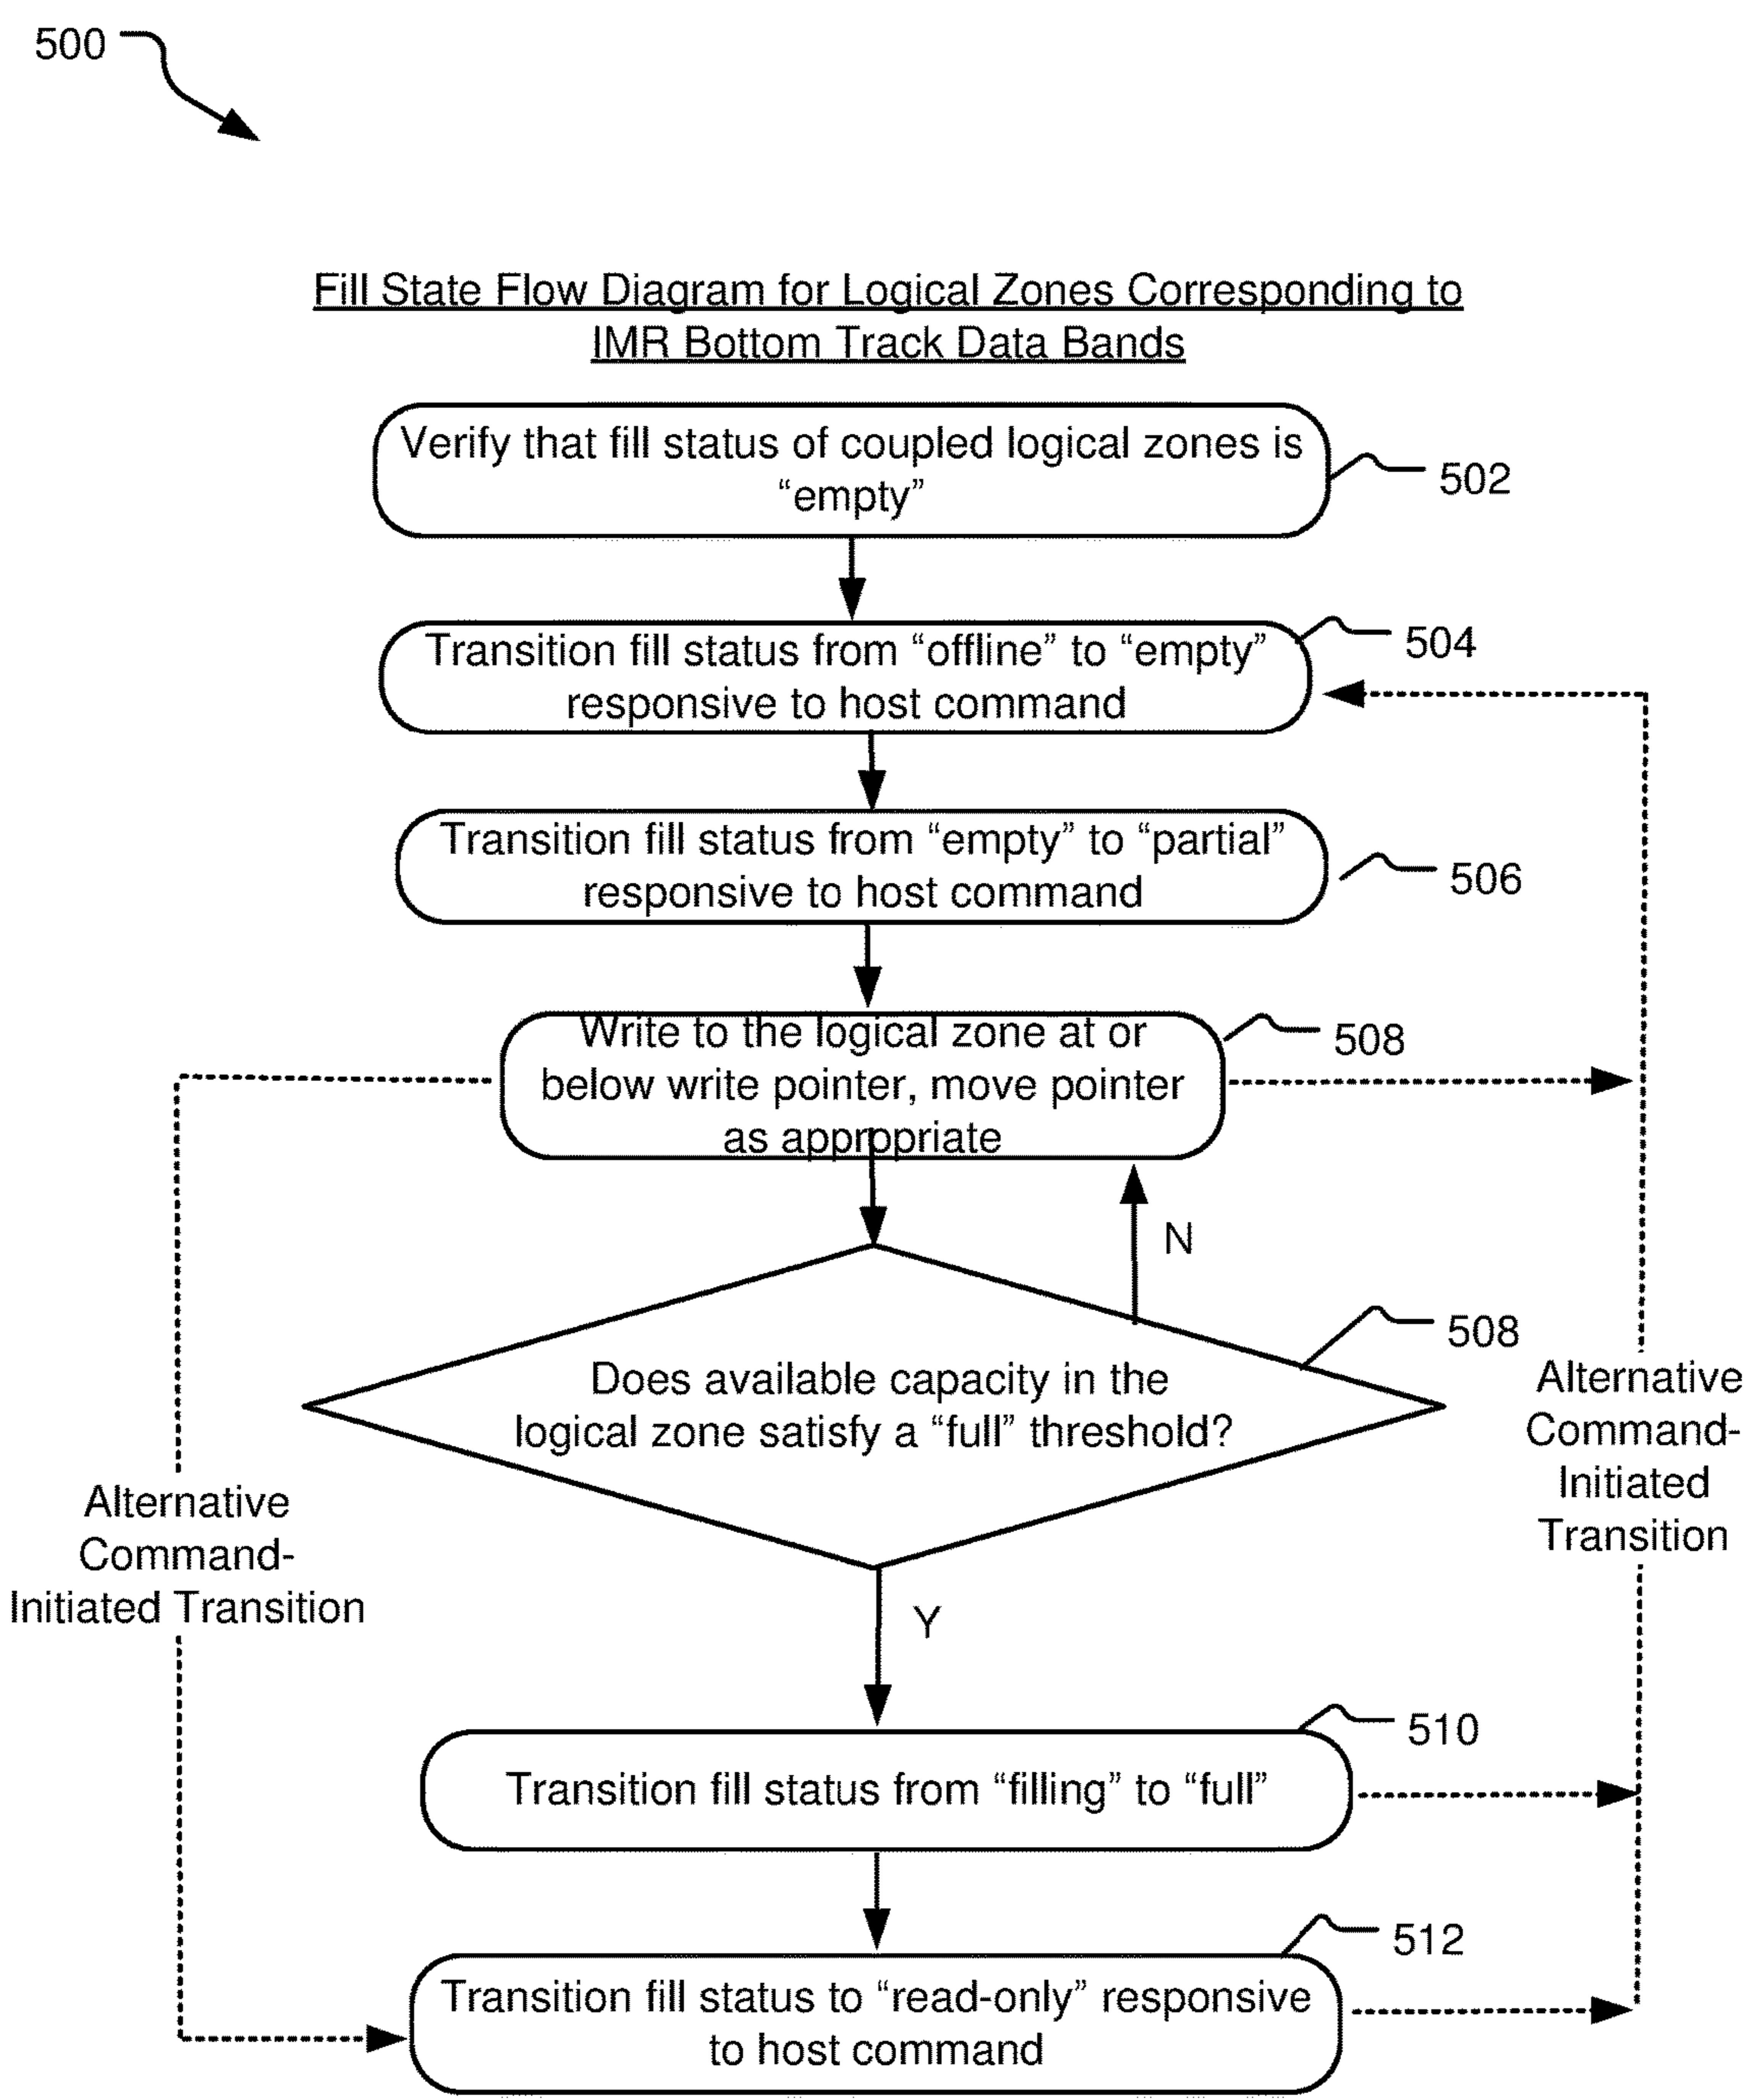 500
Fill State Flow Diagram for Logical Zones Corresponding to
IMR Bottom Track Data Bands
Verify that fill status of coupled logical zones is
“empty”
502
Transition fill status from “offline” to “empty”
responsive to host command
504
Transition fill status from “empty” to “partial”
responsive to host command
506
Write to the logical zone at or
below write pointer, move pointer
as appropriate
508
N
Does available capacity in the
logical zone satisfy a “full” threshold?
508
Alternative
Command-
Initiated
Transition
Alternative
Command-
Initiated Transition
Y
Transition fill status from “filling” to “full”
510
Transition fill status to “read-only” responsive
to host command
512